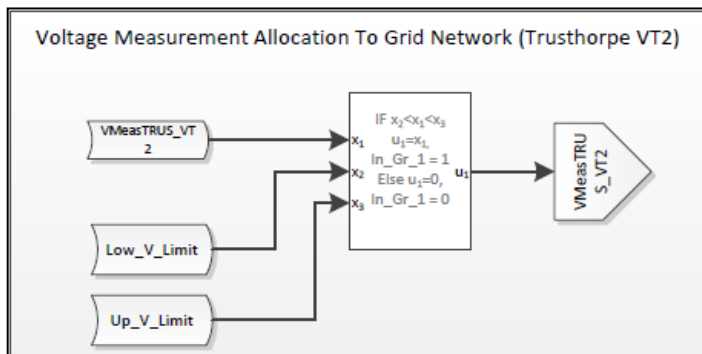 Voltage Measurement Allocation To Grid Network (Trusthorpe VT2)
VMeasTRUS_VT
2
Low_V_Limit
Up_V_Limit
x₁
x₂
x₃
IF x₂<x₁<x₃
u₁=x₁,
In_Gr_1 = 1
Else u₁=0,
In_Gr_1 = 0
u₁
VMeasTRU
S_VT2